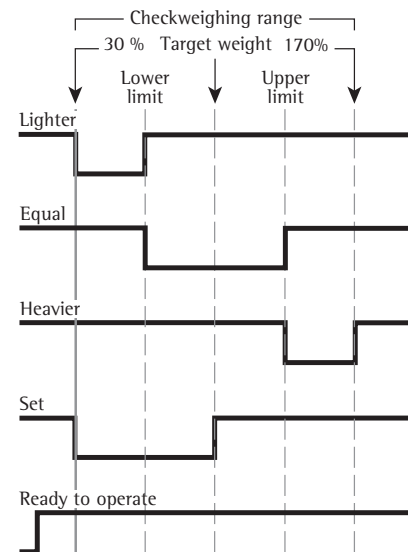 Checkweighing range
30 % Target weight 170%
Lower limit
Upper limit
Lighter
Equal
Heavier
Set
Ready to operate